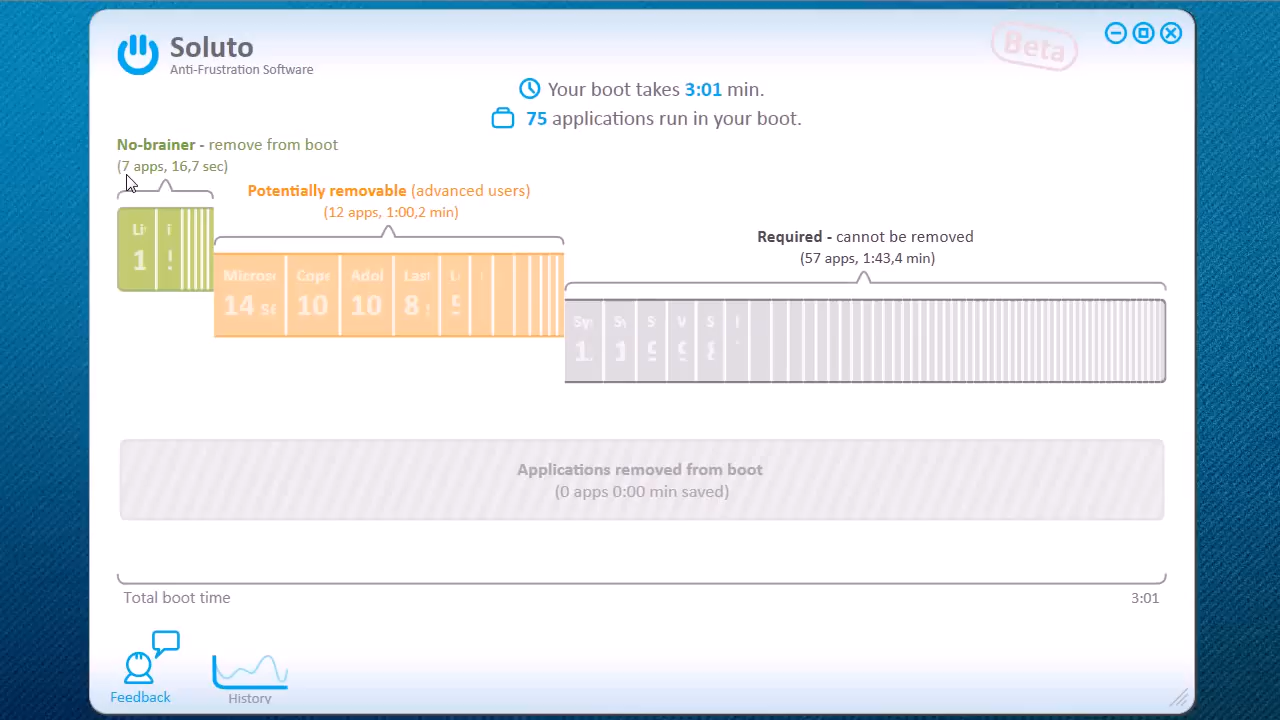 Soluto
Anti-Frustration Software
Beta
Your boot takes 3:01 min.
75 applications run in your boot.
No-brainer - remove from boot
(7 apps, 16,7 sec)
Potentially removable (advanced users)
(12 apps, 1:00,2 min)
Required - cannot be removed
(57 apps, 1:43,4 min)
14 10 10 8
Applications removed from boot
(0 apps 0:00 min saved)
Total boot time 3:01
Feedback History